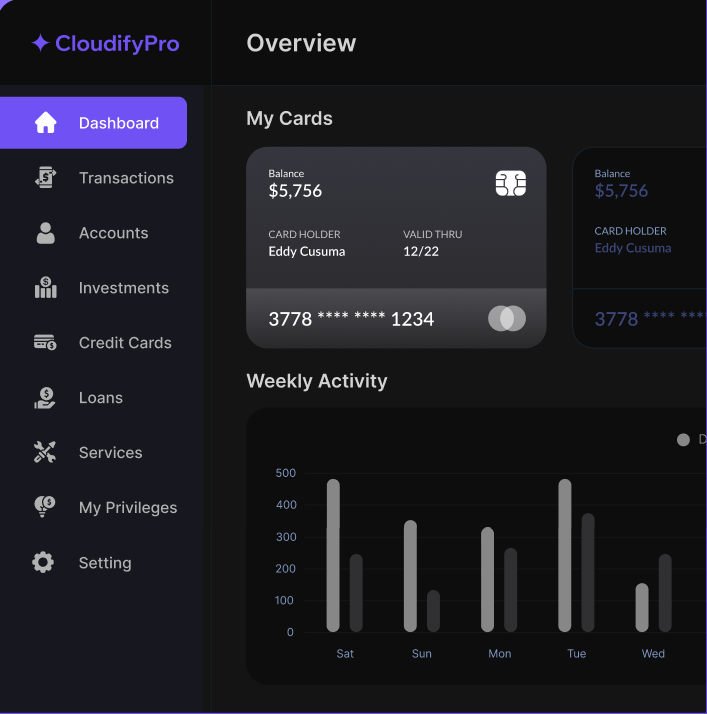 CloudifyPro
Overview
Dashboard
Transactions
Accounts
Investments
Credit Cards
Loans
Services
My Privileges
Setting
My Cards
Balance
$5,756
CARD HOLDER
VALID THRU
Eddy Cusuma
12/22
3778 **** **** 1234
Balance
$5,756
CARD HOLDER
Eddy Cusuma
3778 **** ***
Weekly Activity
D
500
400
300
200
100
0
Sat
Sun
Mon
Tue
Wed